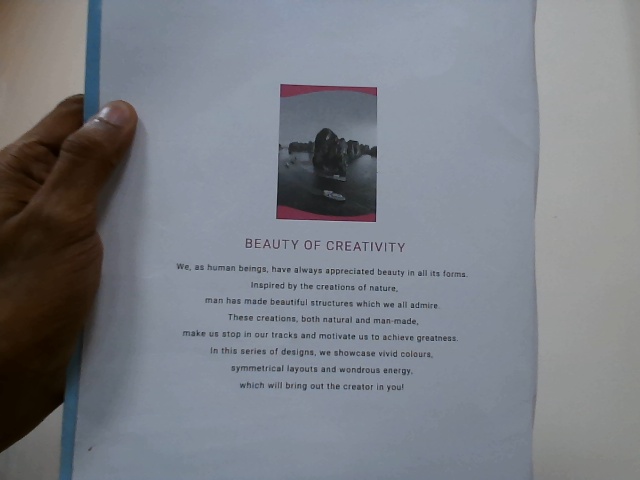 BEAUTY OF CREATIVITY
We, as human beings, have always appreciated beauty in all its forms.
Inspired by the creations of nature,
man has made beautiful structures which we all admire.
These creations, both natural and man-made,
make us stop in our tracks and motivate us to achieve greatness.
In this series of designs, we showcase vivid colours,
symmetrical layouts and wondrous energy,
which will bring out the creator in you!